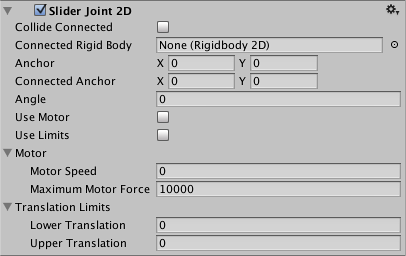 Slider Joint 2D
Collide Connected
Connected Rigid Body None (Rigidbody 2D)
Anchor X 0 Y 0
Connected Anchor X 0 Y 0
Angle 0
Use Motor
Use Limits
Motor
Motor Speed 0
Maximum Motor Force 10000
Translation Limits
Lower Translation 0
Upper Translation 0